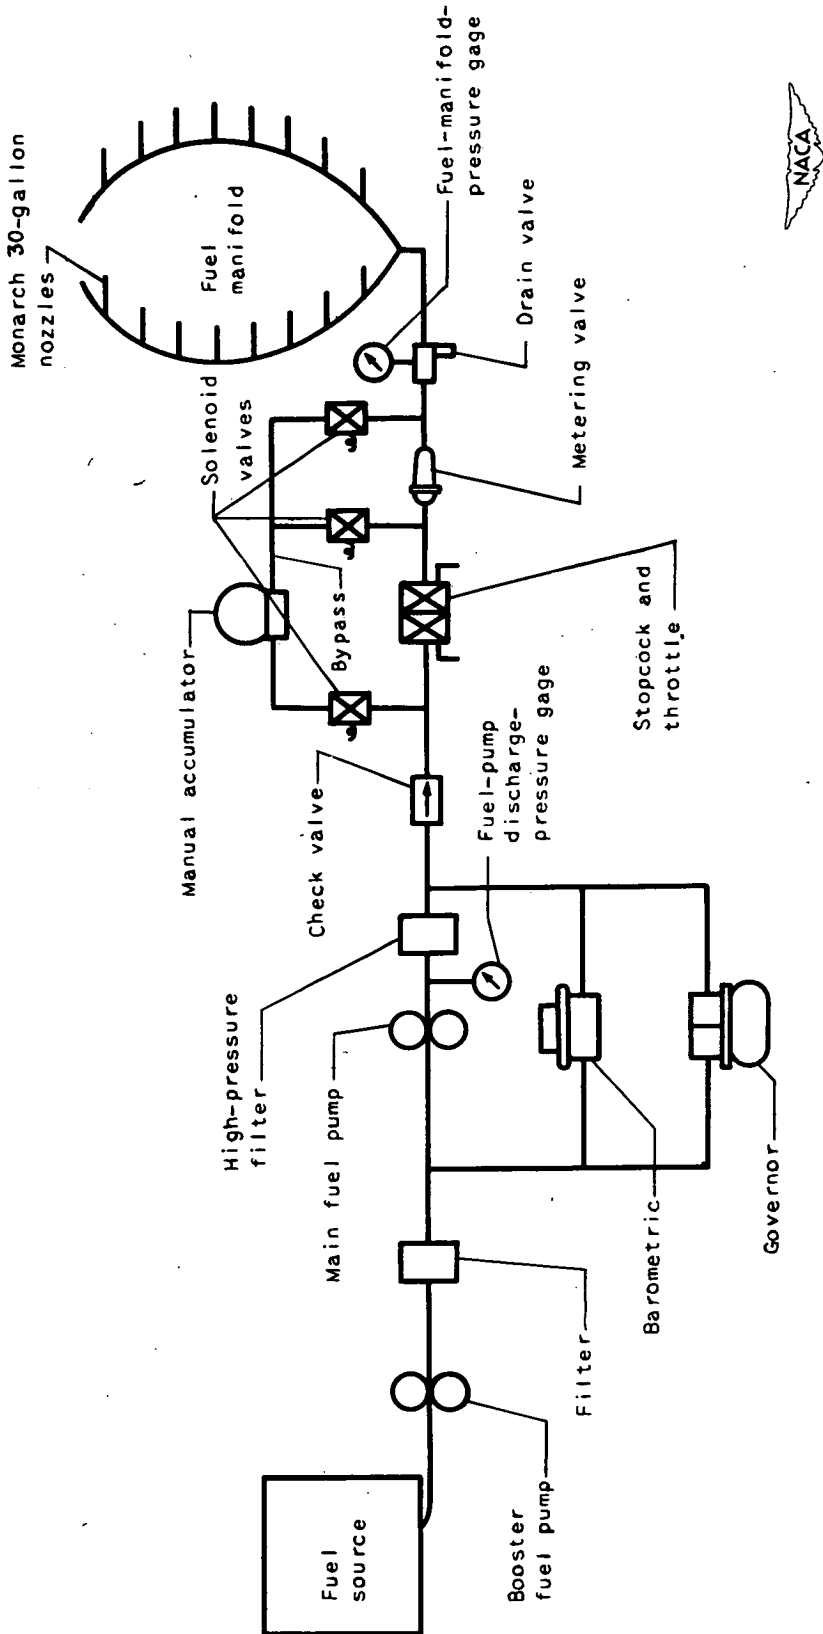 Monarch 30-gallon
nozzles
Fuel
manifold
Fuel-manifold-
pressure gage
Drain valve
Metering valve
Solenoid
valves
Manual accumulator
Bypass
Stopcock and
throttle
Check valve
Fuel-pump
discharge-
pressure gage
High-pressure
filter
Main fuel pump
Barometric
Governor
Filter
Booster
fuel pump
Fuel
source
NACA